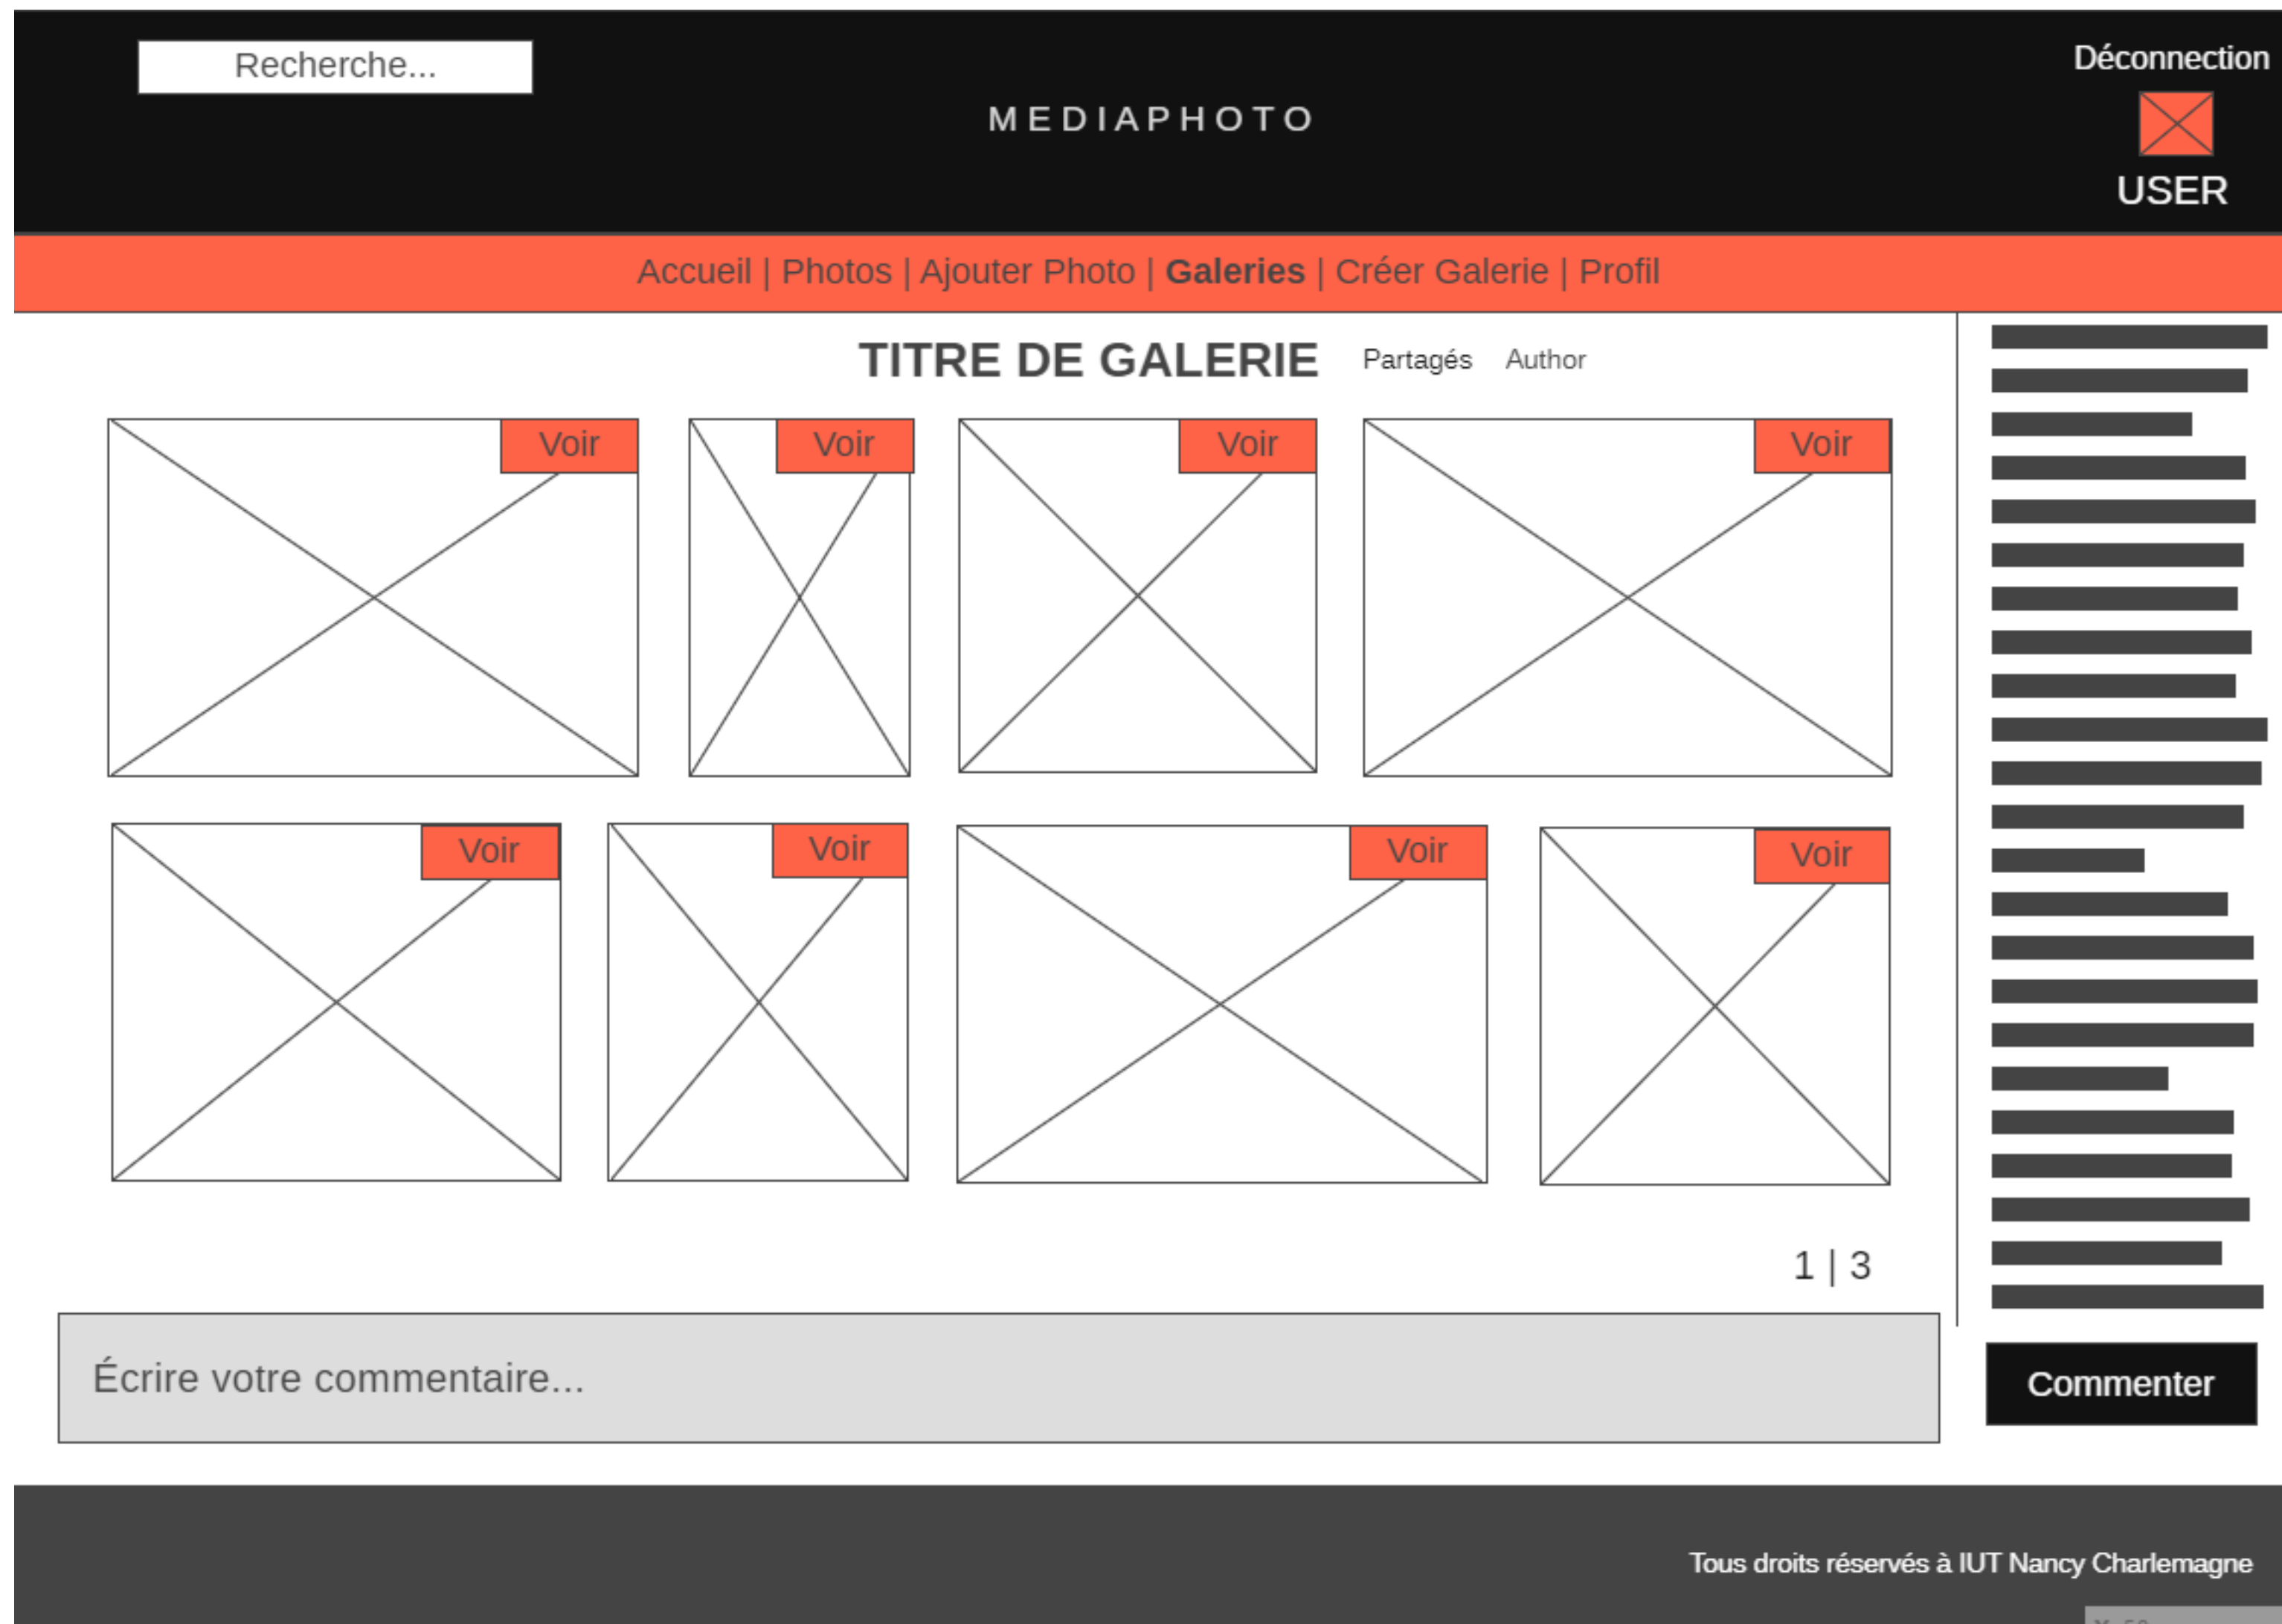 Recherche...
Déconnection
MEDIAPHOTO
USER
Accueil | Photos | Ajouter Photo | Galeries | Créer Galerie | Profil
TITRE DE GALERIE Partagés Author
Voir Voir Voir Voir
Voir Voir Voir Voir
1 | 3
Écrire votre commentaire...
Commenter
Tous droits réservés à IUT Nancy Charlemagne